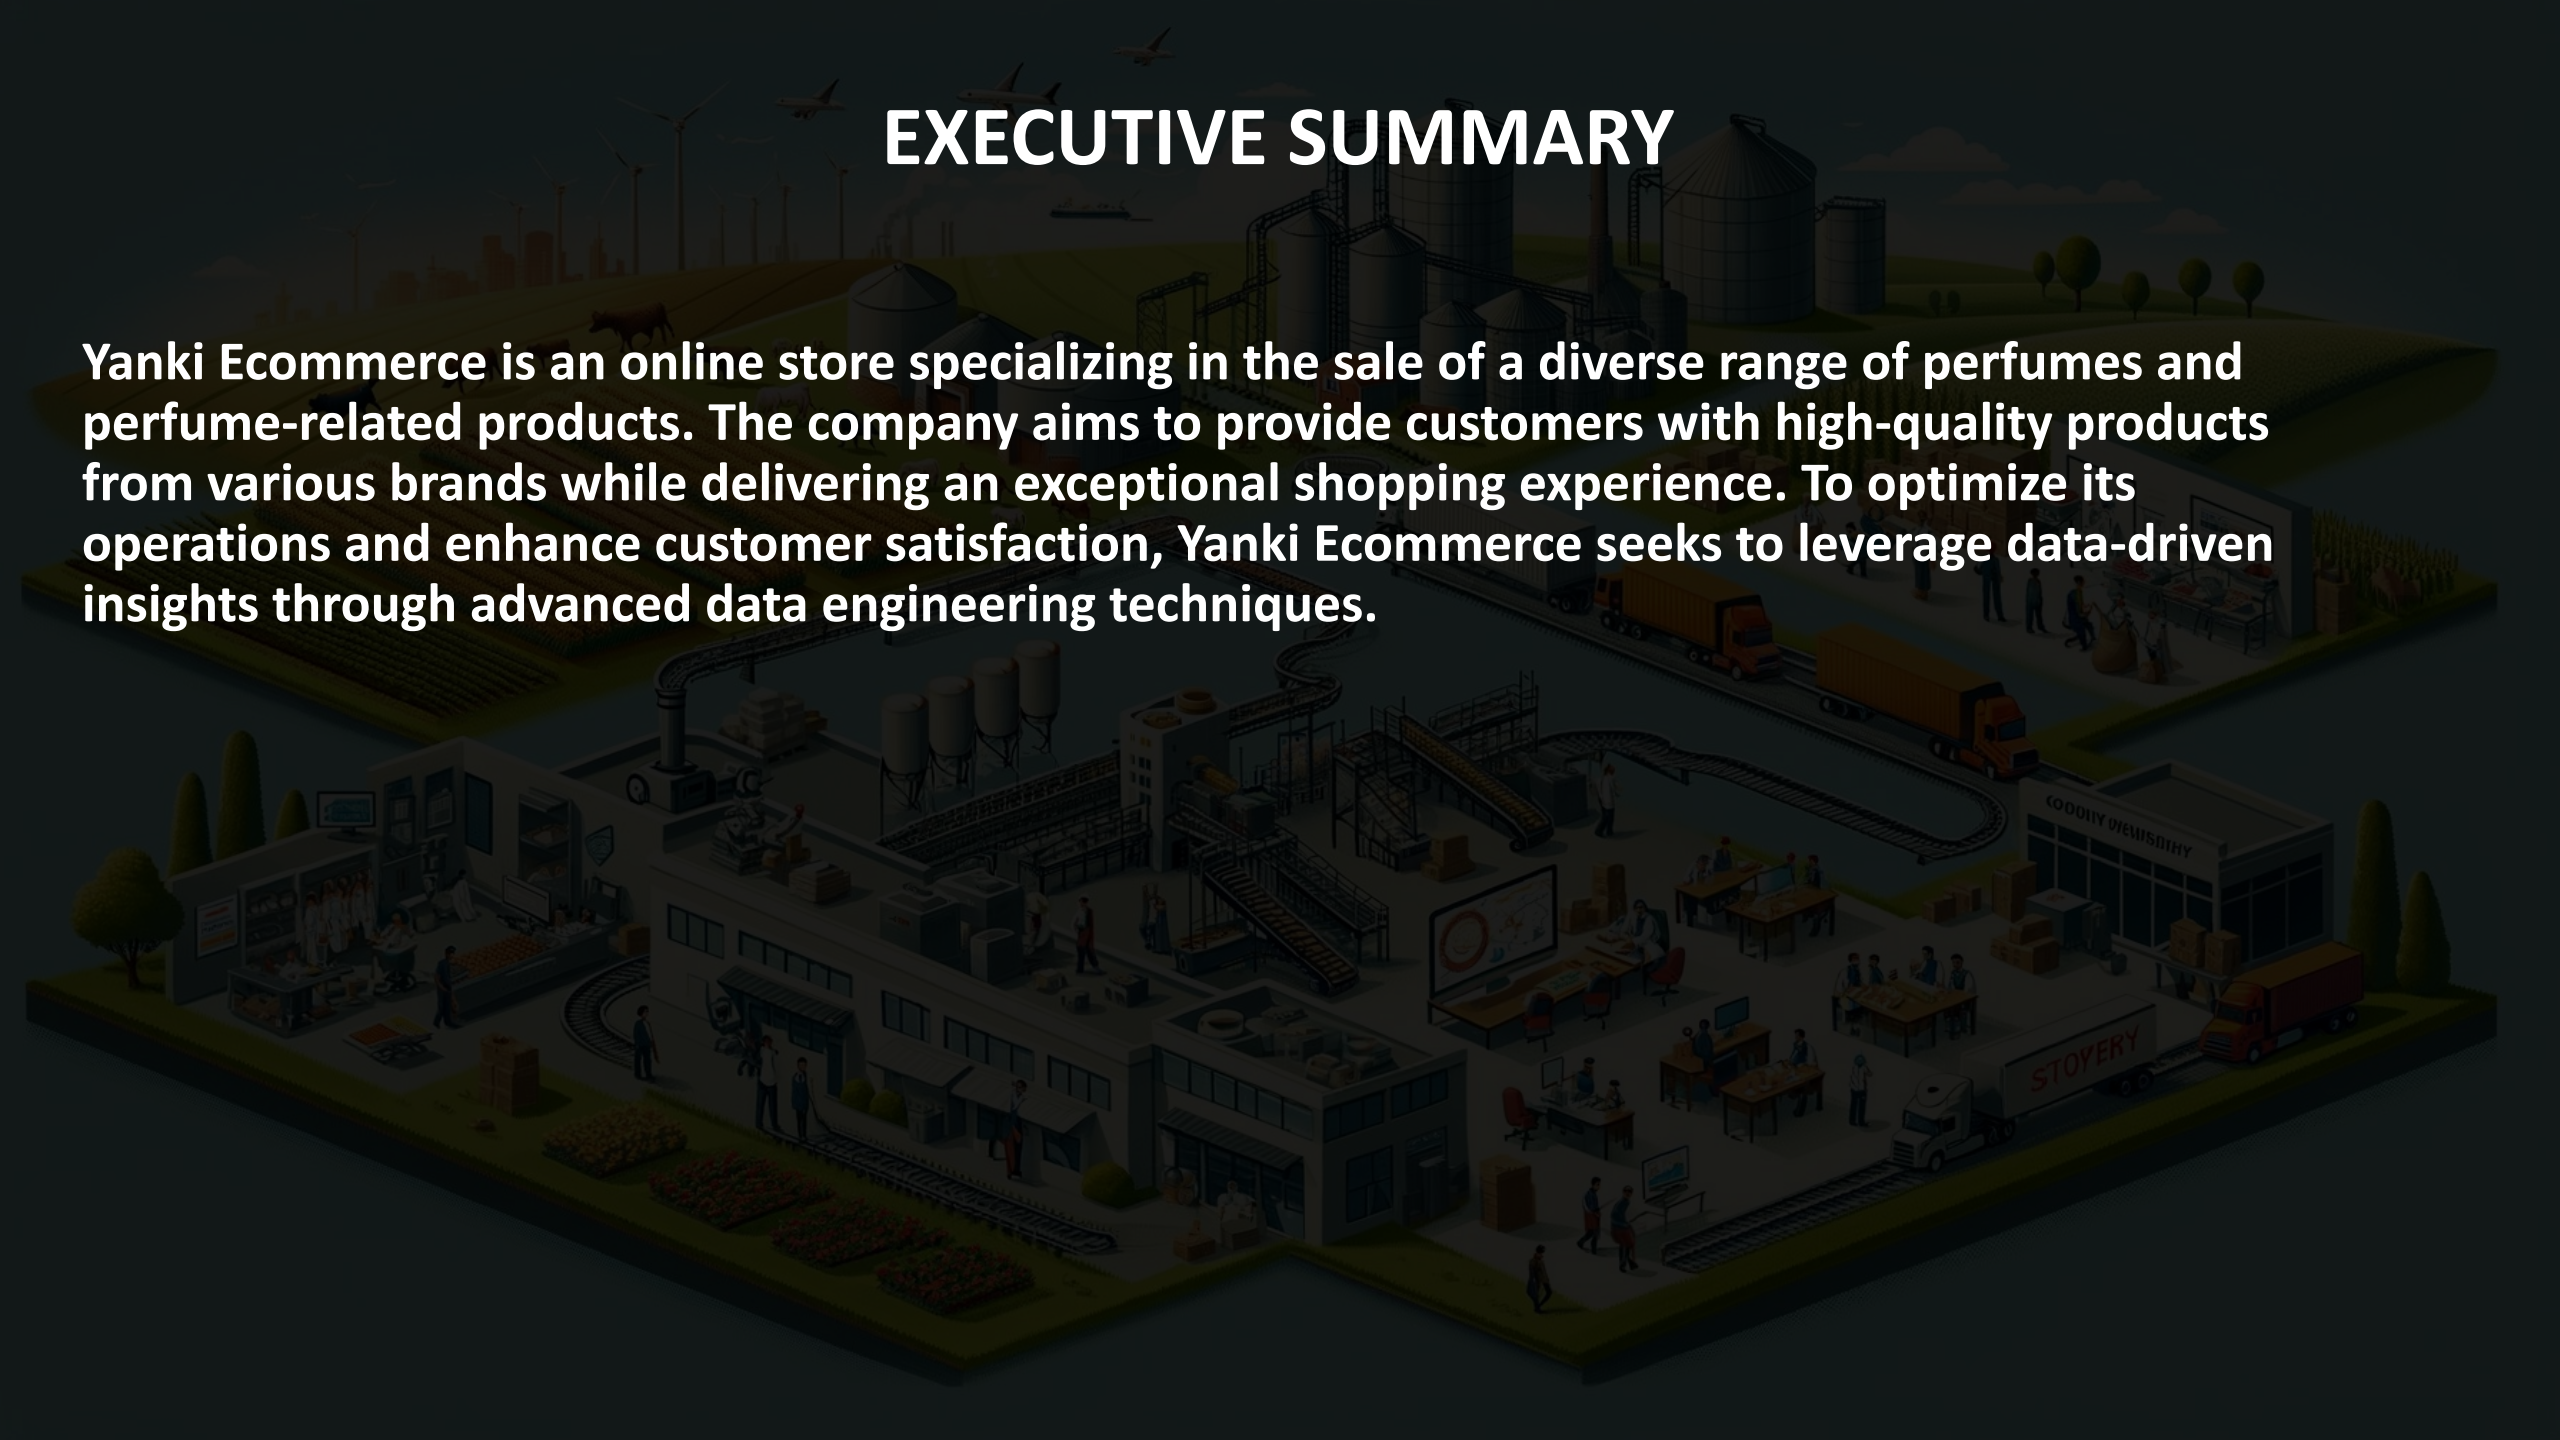 EXECUTIVE SUMMARY
Yanki Ecommerce is an online store specializing in the sale of a diverse range of perfumes and
perfume-related products. The company aims to provide customers with high-quality products
from various brands while delivering an exceptional shopping experience. To optimize its
operations and enhance customer satisfaction, Yanki Ecommerce seeks to leverage data-driven
insights through advanced data engineering techniques.
STOYERY